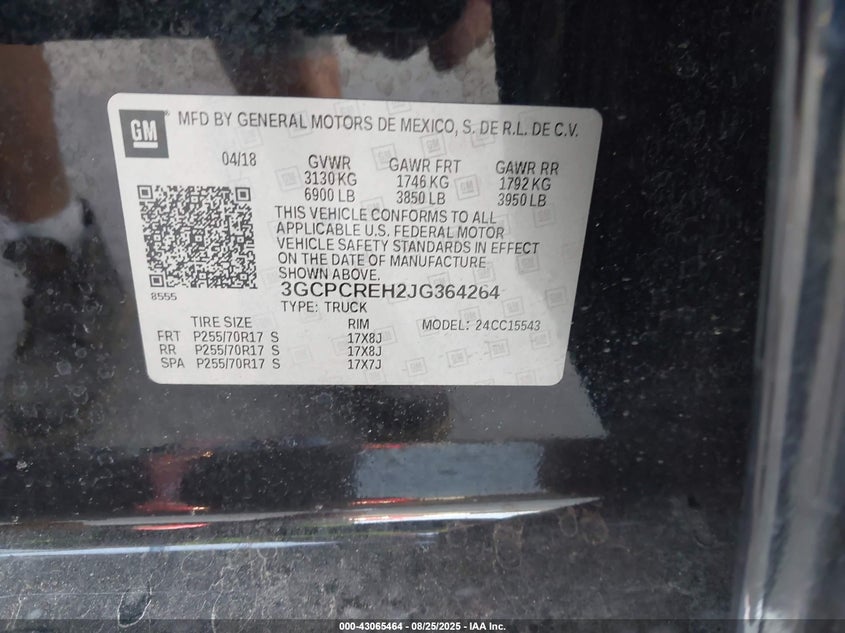 GM
MFD BY GENERAL MOTORS DE MEXICO, S. DE R.L. DE C.V.
04/18 GVWR GAWR FRT GAWR RR
3130 KG 1746 KG 1792 KG
6900 LB 3850 LB 3950 LB
THIS VEHICLE CONFORMS TO ALL
APPLICABLE U.S. FEDERAL MOTOR
VEHICLE SAFETY STANDARDS IN EFFECT
ON THE DATE OF MANUFACTURE
SHOWN ABOVE.
8555
3GCPCREH2JG364264
TYPE: TRUCK
TIRE SIZE RIM MODEL: 24CC15543
FRT P255/70R17 S 17X8J
RR P255/70R17 S 17X8J
SPA P255/70R17 S 17X7J
000-43065464 - 08/25/2025 - IAA Inc.